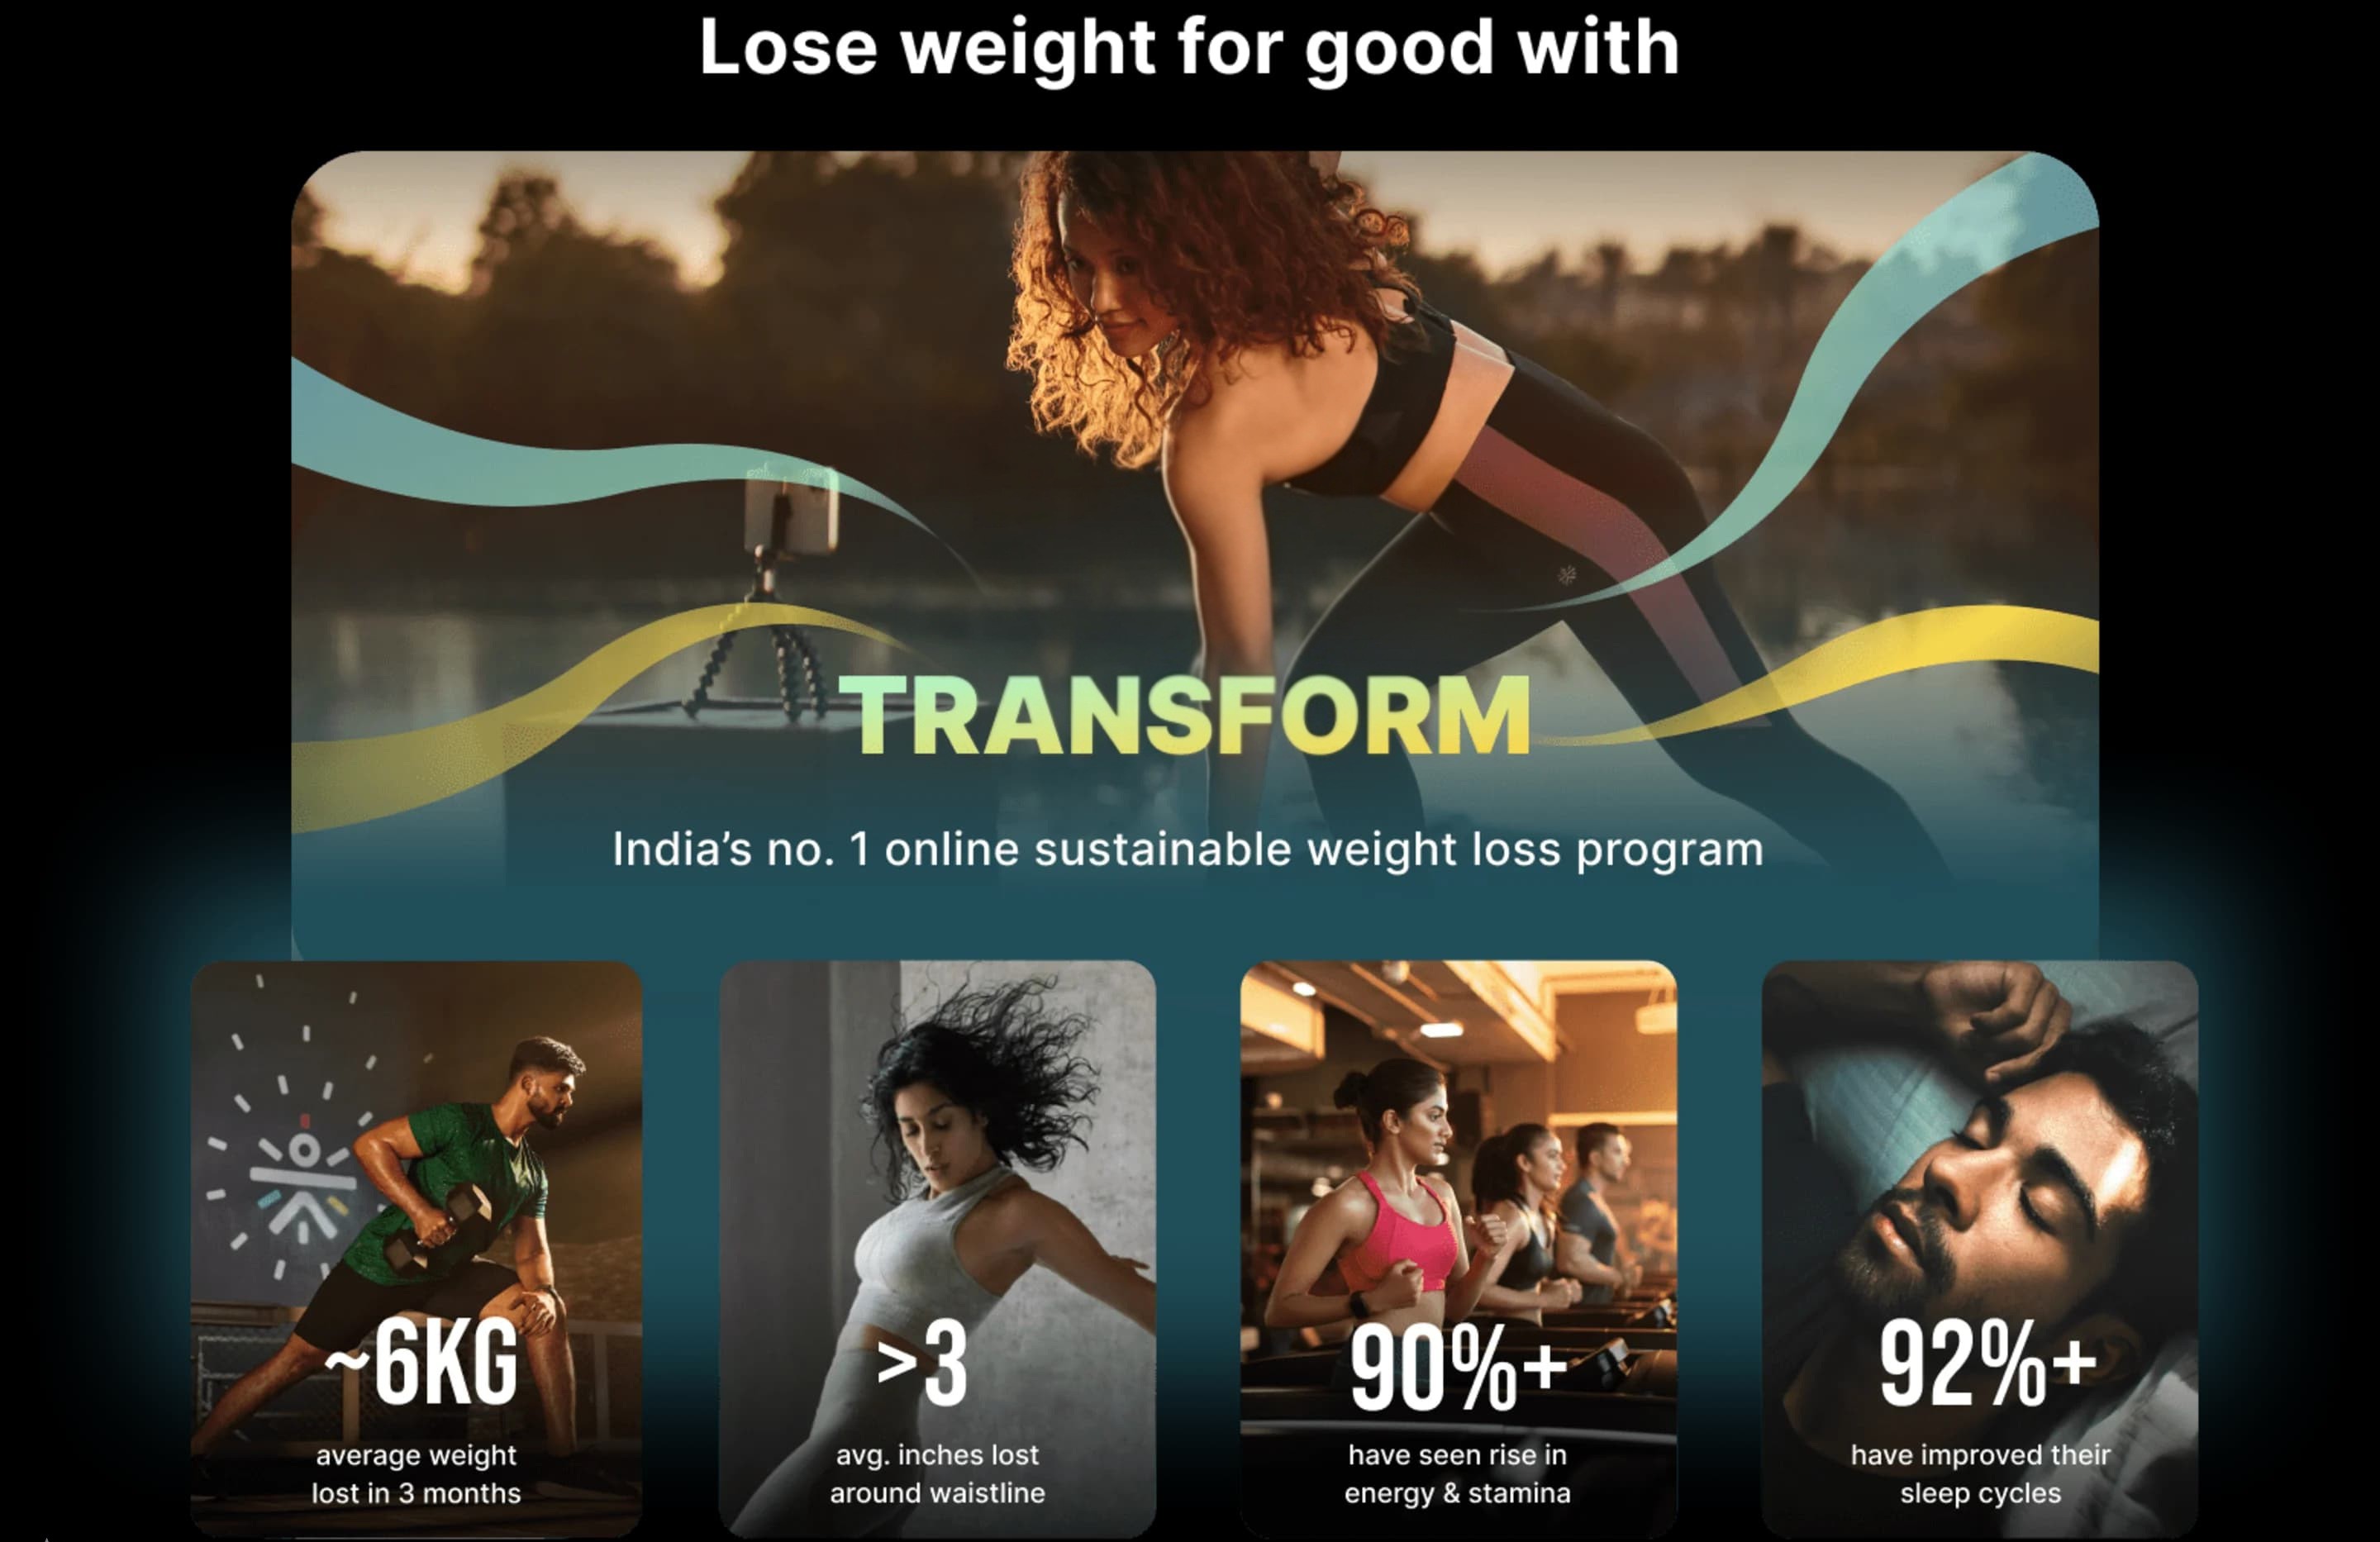 Lose weight for good with
TRANSFORM
India’s no. 1 online sustainable weight loss program
~6KG
average weight
lost in 3 months
>3
avg. inches lost
around waistline
90%+
have seen rise in
energy & stamina
92%+
have improved their
sleep cycles